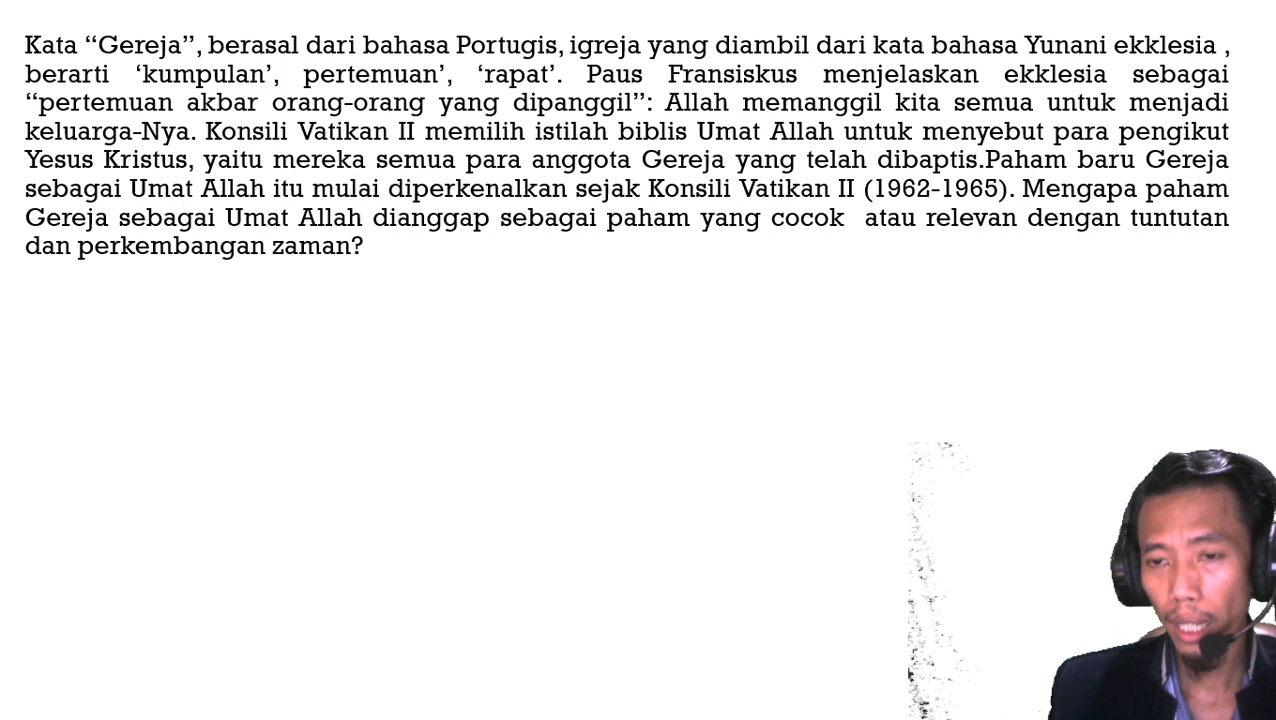 Kata “Gereja”, berasal dari bahasa Portugis, igreja yang diambil dari kata bahasa Yunani ekklesia ,
berarti ‘kumpulan’, pertemuan’, ‘rapat’. Paus Fransiskus menjelaskan ekklesia sebagai
“pertemuan akbar orang-orang yang dipanggil”: Allah memanggil kita semua untuk menjadi
keluarga-Nya. Konsili Vatikan II memilih istilah biblis Umat Allah untuk menyebut para pengikut
Yesus Kristus, yaitu mereka semua para anggota Gereja yang telah dibaptis.Paham baru Gereja
sebagai Umat Allah itu mulai diperkenalkan sejak Konsili Vatikan II (1962-1965). Mengapa paham
Gereja sebagai Umat Allah dianggap sebagai paham yang cocok  atau relevan dengan tuntutan
dan perkembangan zaman?